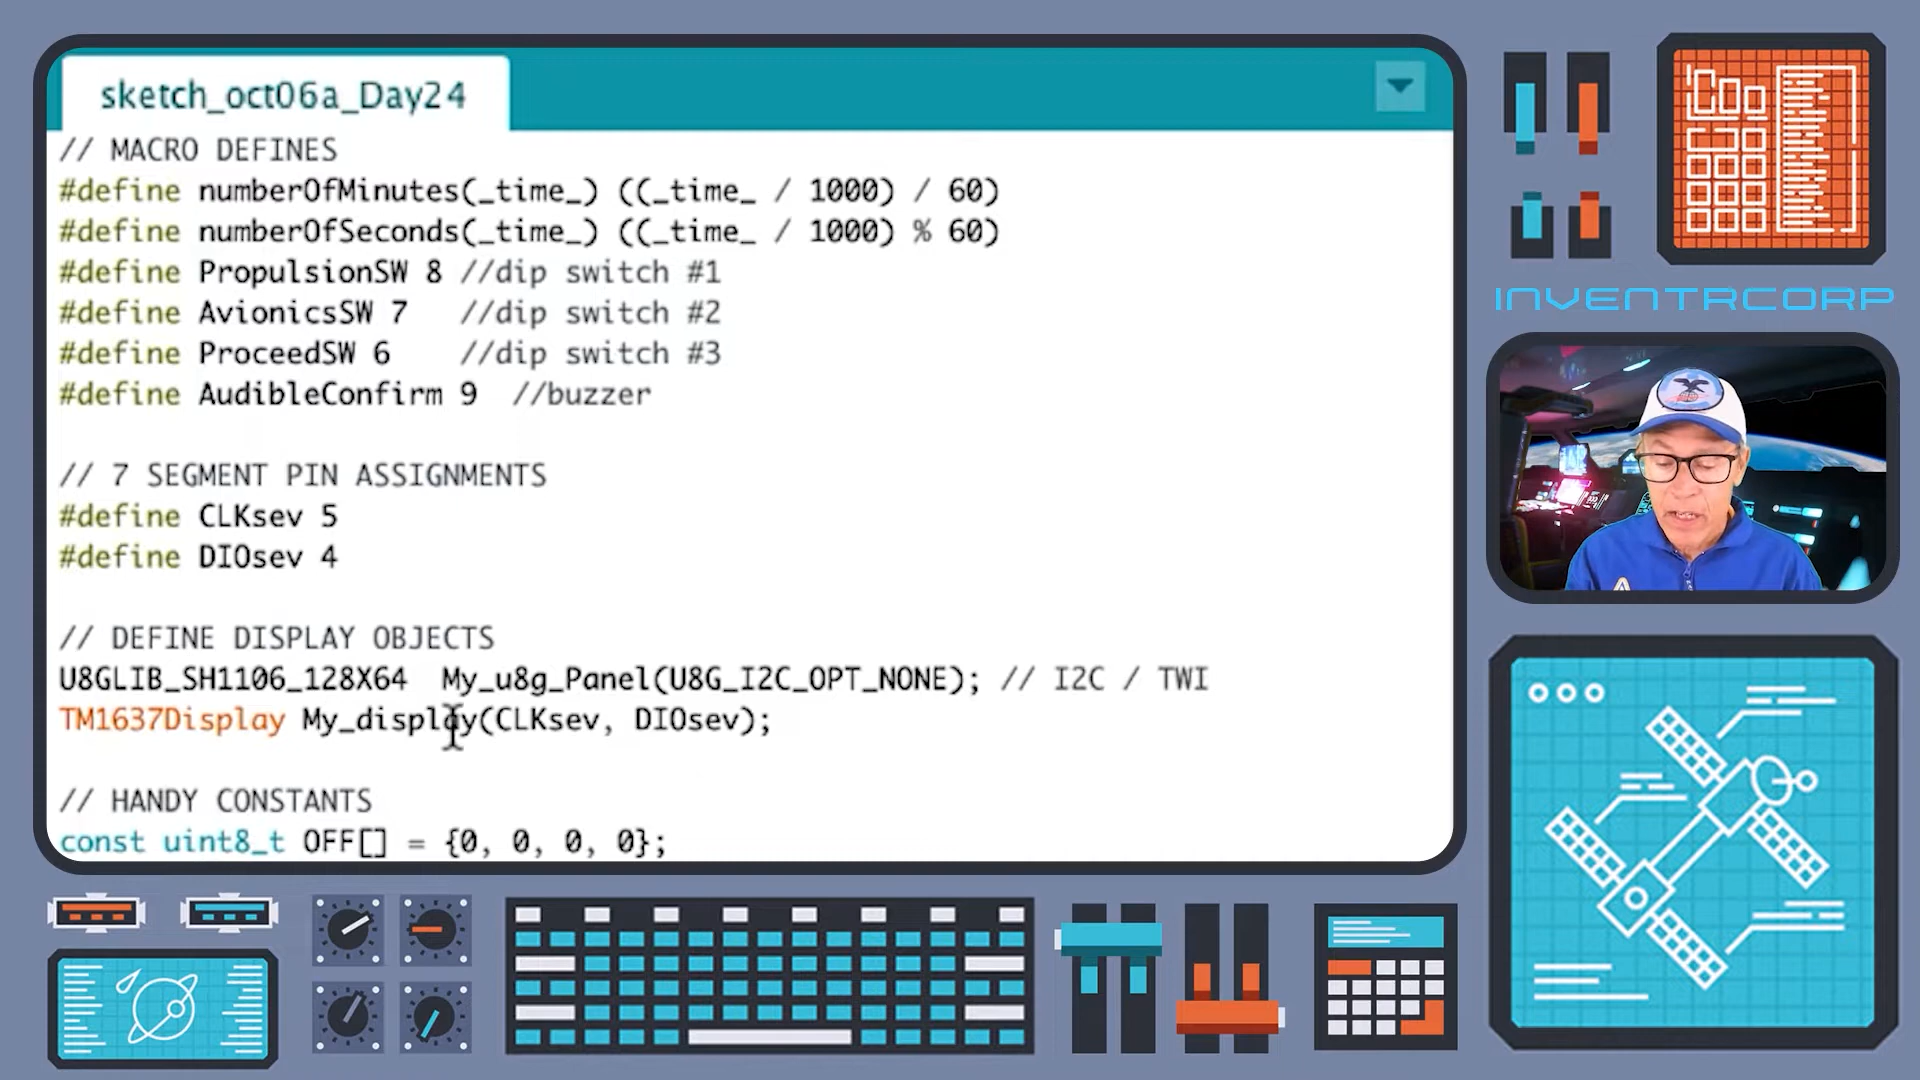 sketch_oct06a_Day24
// MACRO DEFINES
#define numberOfMinutes(_time_) ((_time_ / 1000) / 60)
#define numberOfSeconds(_time_) ((_time_ / 1000) % 60)
#define PropulsionSW 8 //dip switch #1
#define AvionicsSW 7   //dip switch #2
#define ProceedSW 6    //dip switch #3
#define AudibleConfirm 9  //buzzer
// 7 SEGMENT PIN ASSIGNMENTS
#define CLKsev 5
#define DIOsev 4
// DEFINE DISPLAY OBJECTS
U8GLIB_SH1106_128X64  My_u8g_Panel(U8G_I2C_OPT_NONE); // I2C / TWI
TM1637Display My_display(CLKsev, DIOsev);
// HANDY CONSTANTS
const uint8_t OFF[] = {0, 0, 0, 0};
INVENTRCORP